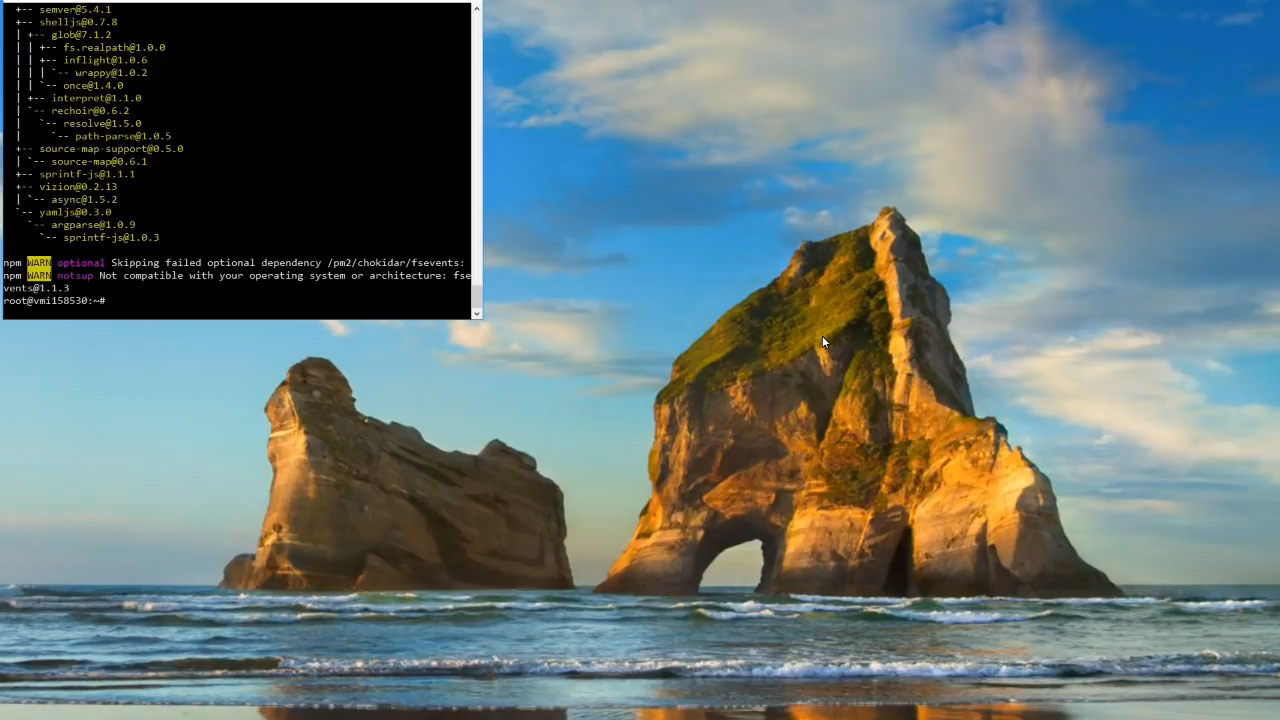 +-- semver@5.4.1
+-- shelljs@0.7.8
| +-- glob@7.1.2
| | +-- fs.realpath@1.0.0
| | +-- inflight@1.0.6
| | | `-- wrappy@1.0.2
| | `-- once@1.4.0
| +-- interpret@1.1.0
| `-- rechoir@0.6.2
|   `-- resolve@1.5.0
|     `-- path-parse@1.0.5
+-- source-map-support@0.5.0
| `-- source-map@0.6.1
+-- sprintf-js@1.1.1
+-- vizion@0.2.13
| `-- async@1.5.2
`-- yamljs@0.3.0
  `-- argparse@1.0.9
    `-- sprintf-js@1.0.3
npm WARN optional Skipping failed optional dependency /pm2/chokidar/fsevents:
npm WARN notsup Not compatible with your operating system or architecture: fse
vents@1.1.3
root@vmi158530:~#